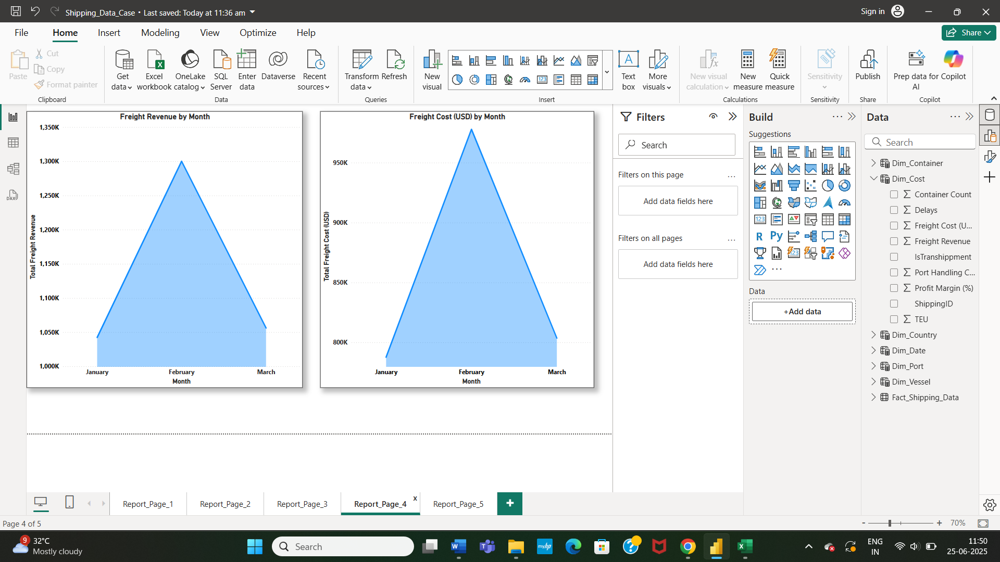 Shipping_Data_Case • Last saved: Today at 11:36 am
Sign in
File Home Insert Modeling View Optimize Help
Share
Paste
Cut
Copy
Format painter
Clipboard
Get data
Excel workbook
OneLake catalog
SQL Server
Enter data
Dataverse
Recent sources
Data
Transform data
Refresh
Queries
New visual
Text box
More visuals
Insert
New visual calculation
New measure
Quick measure
Calculations
Sensitivity
Sensitivity
Publish
Share
Prep data for AI
Copilot
Copilot
Freight Revenue by Month
Total Freight Revenue
1,350K
1,300K
1,250K
1,200K
1,150K
1,100K
1,050K
1,000K
January February March
Month
Freight Cost (USD) by Month
Total Freight Cost (USD)
950K
900K
850K
800K
January February March
Month
Filters
Search
Filters on this page ...
Add data fields here
Filters on all pages ...
Add data fields here
Build ...
Suggestions
R Py
123
...
Data
+Add data
Data ...
Search
Dim_Container
Dim_Cost
Container Count
Delays
Freight Cost (U...
Freight Revenue
IsTranshippment
Port Handling C...
Profit Margin (%)
ShippingID
TEU
Dim_Country
Dim_Date
Dim_Port
Dim_Vessel
Fact_Shipping_Data
DAX
Report_Page_1 Report_Page_2 Report_Page_3 Report_Page_4 x Report_Page_5 +
Page 4 of 5
- + 70%
9
32°C
Mostly cloudy
Search
myhp
ENG
IN
11:50
25-06-2025